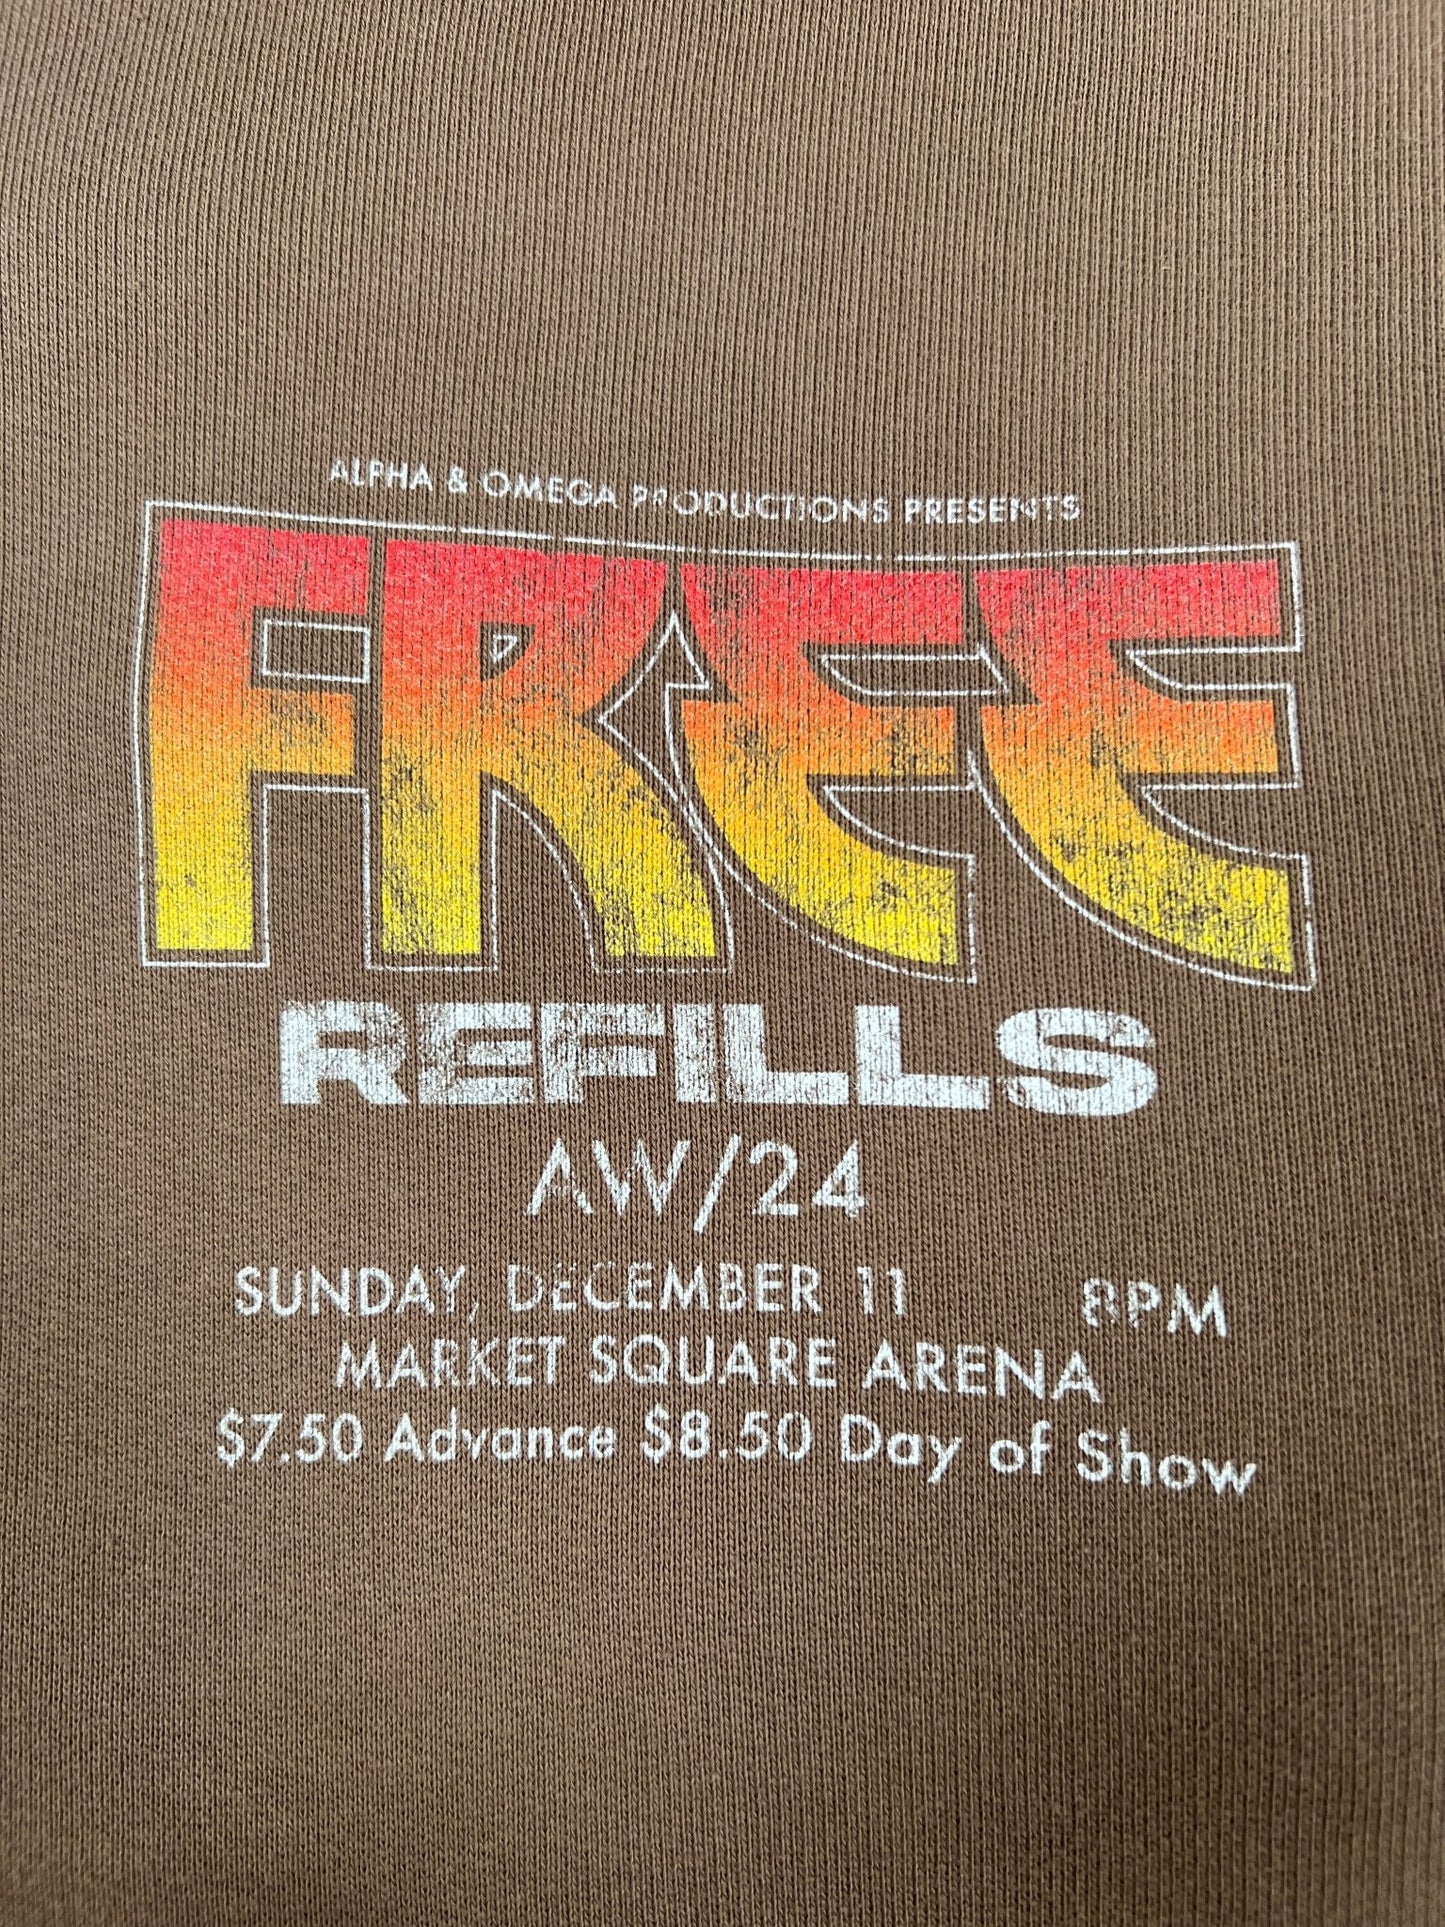 ALPHA & OMEGA PRODUCTIONS PRESENTS
FREE
REFILLS
AW/24
SUNDAY, DECEMBER 11 8PM
MARKET SQUARE ARENA
$7.50 Advance $8.50 Day of Show